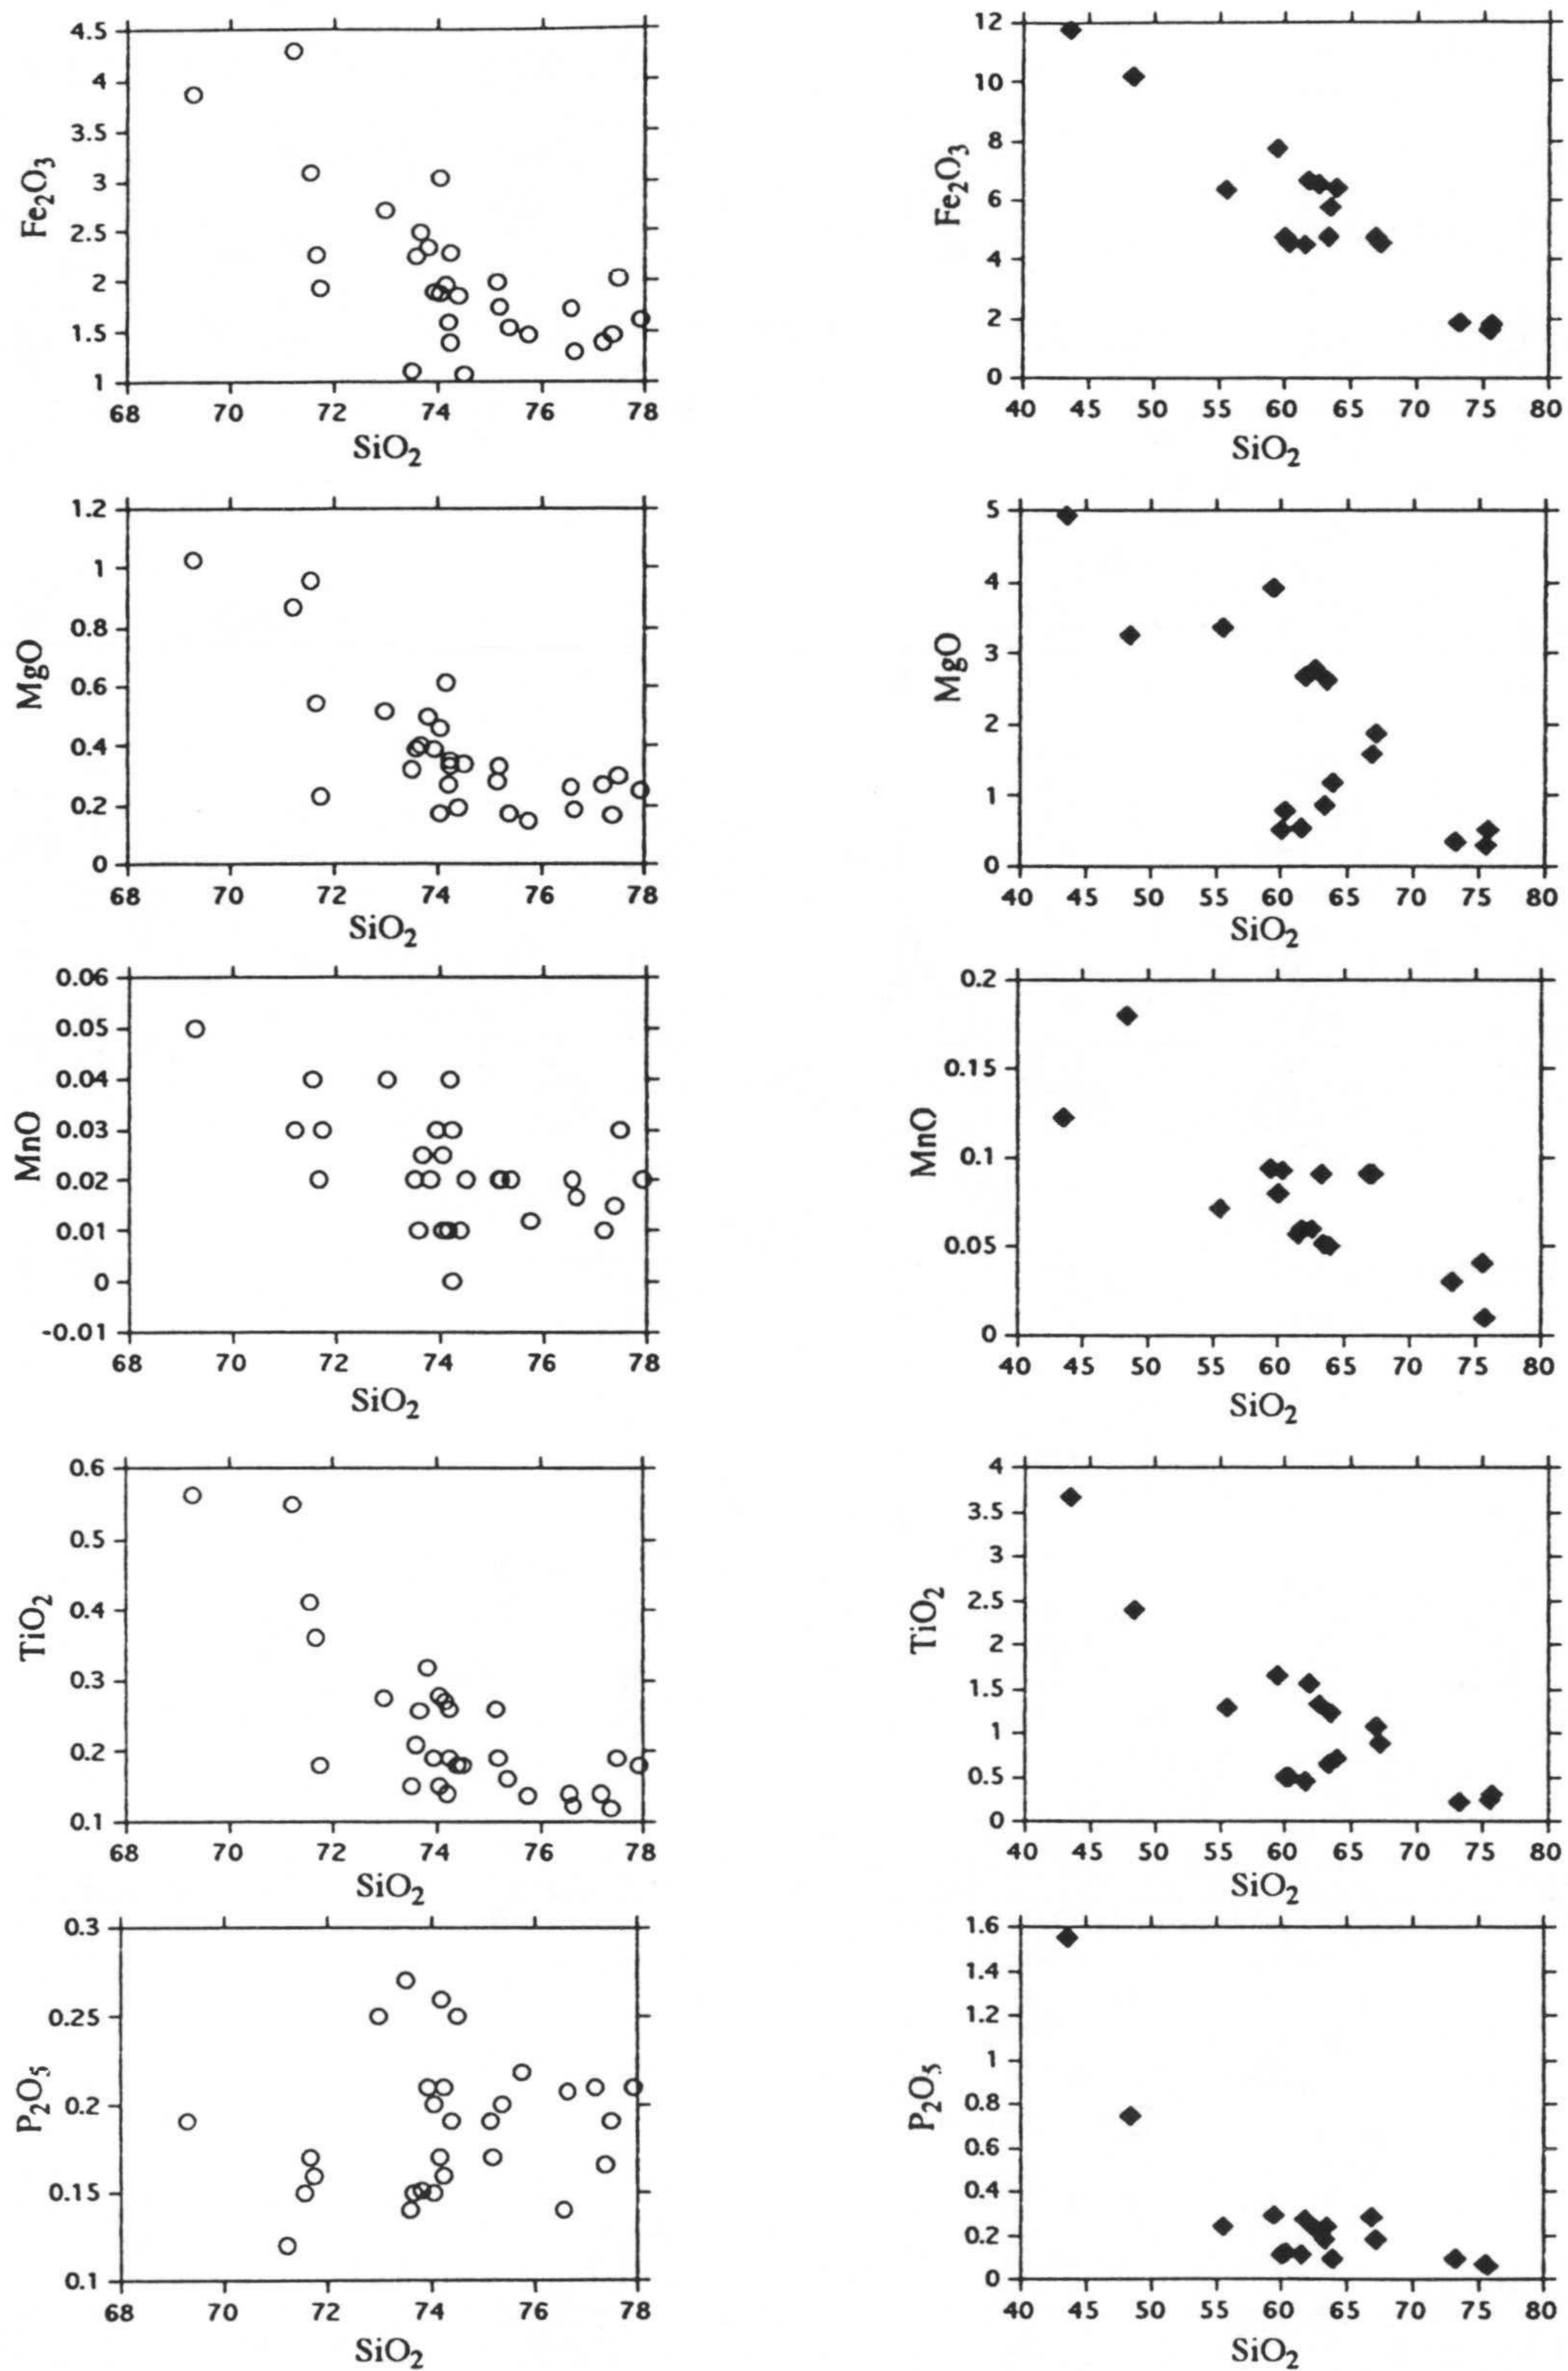 4.5
4
3.5
3
2.5
2
1.5
1
Fe₂O₃
68 70 72 74 76 78
SiO₂
12
10
8
6
4
2
0
Fe₂O₃
40 45 50 55 60 65 70 75 80
SiO₂
1.2
1
0.8
0.6
0.4
0.2
0
MgO
68 70 72 74 76 78
SiO₂
5
4
3
2
1
0
MgO
40 45 50 55 60 65 70 75 80
SiO₂
0.06
0.05
0.04
0.03
0.02
0.01
0
-0.01
MnO
68 70 72 74 76 78
SiO₂
0.2
0.15
0.1
0.05
0
MnO
40 45 50 55 60 65 70 75 80
SiO₂
0.6
0.5
0.4
0.3
0.2
0.1
TiO₂
68 70 72 74 76 78
SiO₂
4
3.5
3
2.5
2
1.5
1
0.5
0
TiO₂
40 45 50 55 60 65 70 75 80
SiO₂
0.3
0.25
0.2
0.15
0.1
P₂O₅
68 70 72 74 76 78
SiO₂
1.6
1.4
1.2
1
0.8
0.6
0.4
0.2
0
P₂O₅
40 45 50 55 60 65 70 75 80
SiO₂